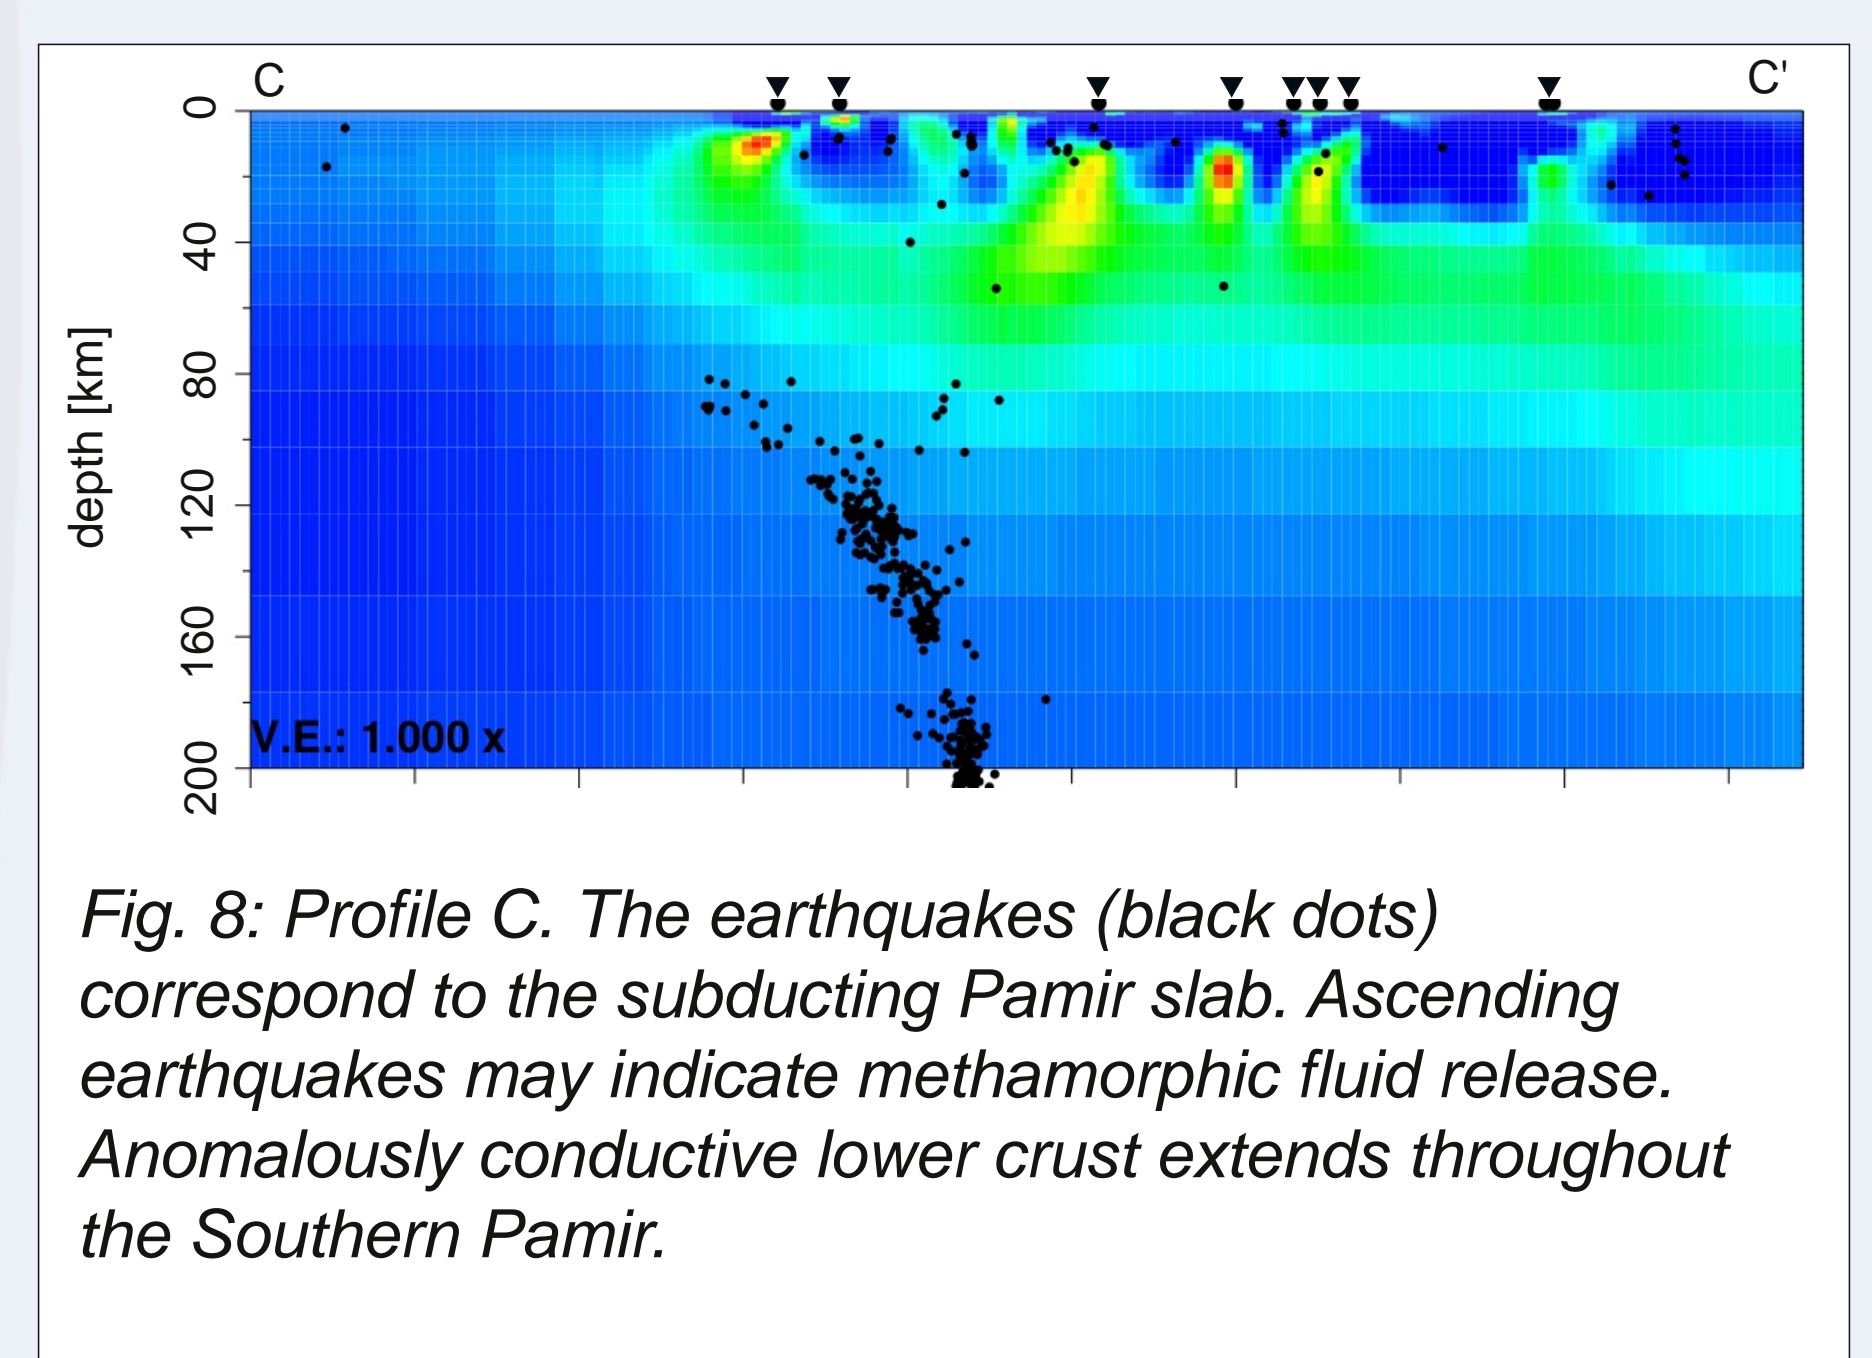 C
C'
0
40
80
120
160
200
depth [km]
V.E.: 1.000 x
Fig. 8: Profile C. The earthquakes (black dots)
correspond to the subducting Pamir slab. Ascending
earthquakes may indicate methamorphic fluid release.
Anomalously conductive lower crust extends throughout
the Southern Pamir.